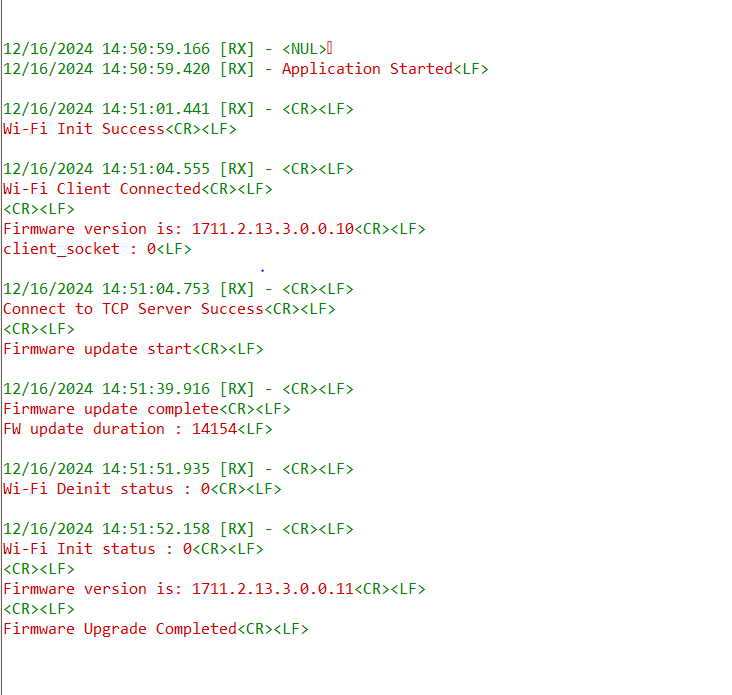 12/16/2024 14:50:59.166 [RX] - <NUL>
12/16/2024 14:50:59.420 [RX] - Application Started<LF>
12/16/2024 14:51:01.441 [RX] - <CR><LF>
Wi-Fi Init Success<CR><LF>
12/16/2024 14:51:04.555 [RX] - <CR><LF>
Wi-Fi Client Connected<CR><LF>
<CR><LF>
Firmware version is: 1711.2.13.3.0.0.10<CR><LF>
client_socket : 0<LF>
12/16/2024 14:51:04.753 [RX] - <CR><LF>
Connect to TCP Server Success<CR><LF>
<CR><LF>
Firmware update start<CR><LF>
12/16/2024 14:51:39.916 [RX] - <CR><LF>
Firmware update complete<CR><LF>
FW update duration : 14154<LF>
12/16/2024 14:51:51.935 [RX] - <CR><LF>
Wi-Fi Deinit status : 0<CR><LF>
12/16/2024 14:51:52.158 [RX] - <CR><LF>
Wi-Fi Init status : 0<CR><LF>
<CR><LF>
Firmware version is: 1711.2.13.3.0.0.11<CR><LF>
<CR><LF>
Firmware Upgrade Completed<CR><LF>